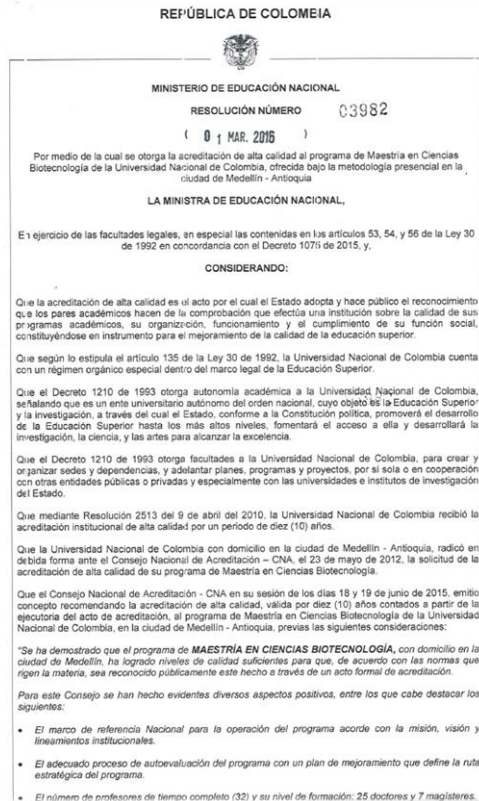 REPÚBLICA DE COLOMBIA
MINISTERIO DE EDUCACIÓN NACIONAL
RESOLUCIÓN NÚMERO 03982
( 01 MAR. 2016 )
Por medio de la cual se otorga la acreditación de alta calidad al programa de Maestría en Ciencias
Biotecnología de la Universidad Nacional de Colombia, ofrecida bajo la metodología presencial en la
ciudad de Medellín - Antioquia
LA MINISTRA DE EDUCACIÓN NACIONAL,
En ejercicio de las facultades legales, en especial las contenidas en los artículos 53, 54, y 56 de la Ley 30
de 1992 en concordancia con el Decreto 1075 de 2015, y,
CONSIDERANDO:
Que la acreditación de alta calidad es el acto por el cual el Estado adopta y hace público el reconocimiento
que los pares académicos hacen de la comprobación que efectúa una institución sobre la calidad de sus
programas académicos, su organización, funcionamiento y el cumplimiento de su función social,
constituyéndose en instrumento para el mejoramiento de la calidad de la educación superior.
Que según lo estipula el artículo 135 de la Ley 30 de 1992, la Universidad Nacional de Colombia cuenta
con un régimen orgánico especial dentro del marco legal de la Educación Superior.
Que el Decreto 1210 de 1993 otorga autonomía académica a la Universidad Nacional de Colombia,
señalando que es un ente universitario autónomo del orden nacional, cuyo objeto es la Educación Superior
y la investigación, a través del cual el Estado, conforme a la Constitución política, promoverá el desarrollo
de la Educación Superior hasta los más altos niveles, fomentará el acceso a ella y desarrollará la
investigación, la ciencia, y las artes para alcanzar la excelencia.
Que el Decreto 1210 de 1993 otorga facultades a la Universidad Nacional de Colombia, para crear y
organizar sedes y dependencias, y adelantar planes, programas y proyectos, por si sola o en cooperación
con otras entidades públicas o privadas y especialmente con las universidades e institutos de investigación
del Estado.
Que mediante Resolución 2513 del 9 de abril del 2010, la Universidad Nacional de Colombia recibió la
acreditación institucional de alta calidad por un periodo de diez (10) años.
Que la Universidad Nacional de Colombia con domicilio en la ciudad de Medellín - Antioquia, radicó en
debida forma ante el Consejo Nacional de Acreditación – CNA, el 23 de mayo de 2012, la solicitud de la
acreditación de alta calidad de su programa de Maestría en Ciencias Biotecnología.
Que el Consejo Nacional de Acreditación - CNA en su sesión de los días 18 y 19 de junio de 2015, emitio
concepto recomendando la acreditación de alta calidad, válida por diez (10) años contados a partir de la
ejecutoria del acto de acreditación, al programa de Maestría en Ciencias Biotecnología de la Universidad
Nacional de Colombia, en la ciudad de Medellín - Antioquia, previas las siguientes consideraciones:
"Se ha demostrado que el programa de MAESTRÍA EN CIENCIAS BIOTECNOLOGÍA, con domicilio en la
ciudad de Medellín, ha logrado niveles de calidad suficientes para que, de acuerdo con las normas que
rigen la materia, sea reconocido públicamente este hecho a través de un acto formal de acreditación.
Para este Consejo se han hecho evidentes diversos aspectos positivos, entre los que cabe destacar los
siguientes:
• El marco de referencia Nacional para la operación del programa acorde con la misión, visión y
lineamientos institucionales.
• El adecuado proceso de autoevaluación del programa con un plan de mejoramiento que define la ruta
estratégica del programa.
• El número de profesores de tiempo completo (32) y su nivel de formación: 25 doctores y 7 magísteres.